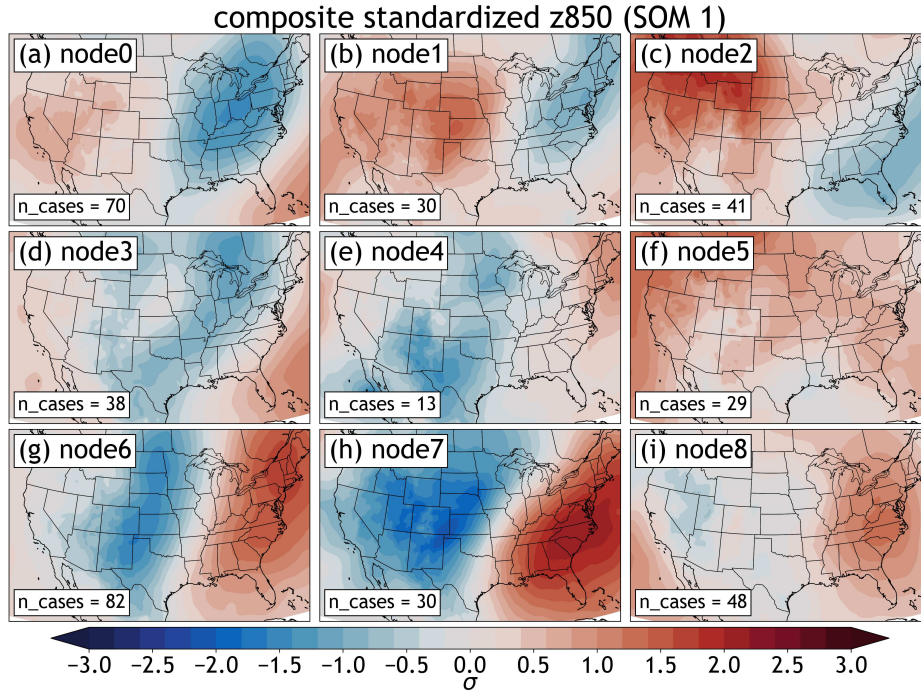 composite standardized z850 (SOM 1)
(a) node0
(b) node1
(c) node2
n_cases = 70
n_cases = 30
n_cases = 41
(d) node3
(e) node4
(f) node5
n_cases = 38
n_cases = 13
n_cases = 29
(g) node6
(h) node7
(i) node8
n_cases = 82
n_cases = 30
n_cases = 48
−3.0 −2.5 −2.0 −1.5 −1.0 −0.5 0.0 0.5 1.0 1.5 2.0 2.5 3.0
σ